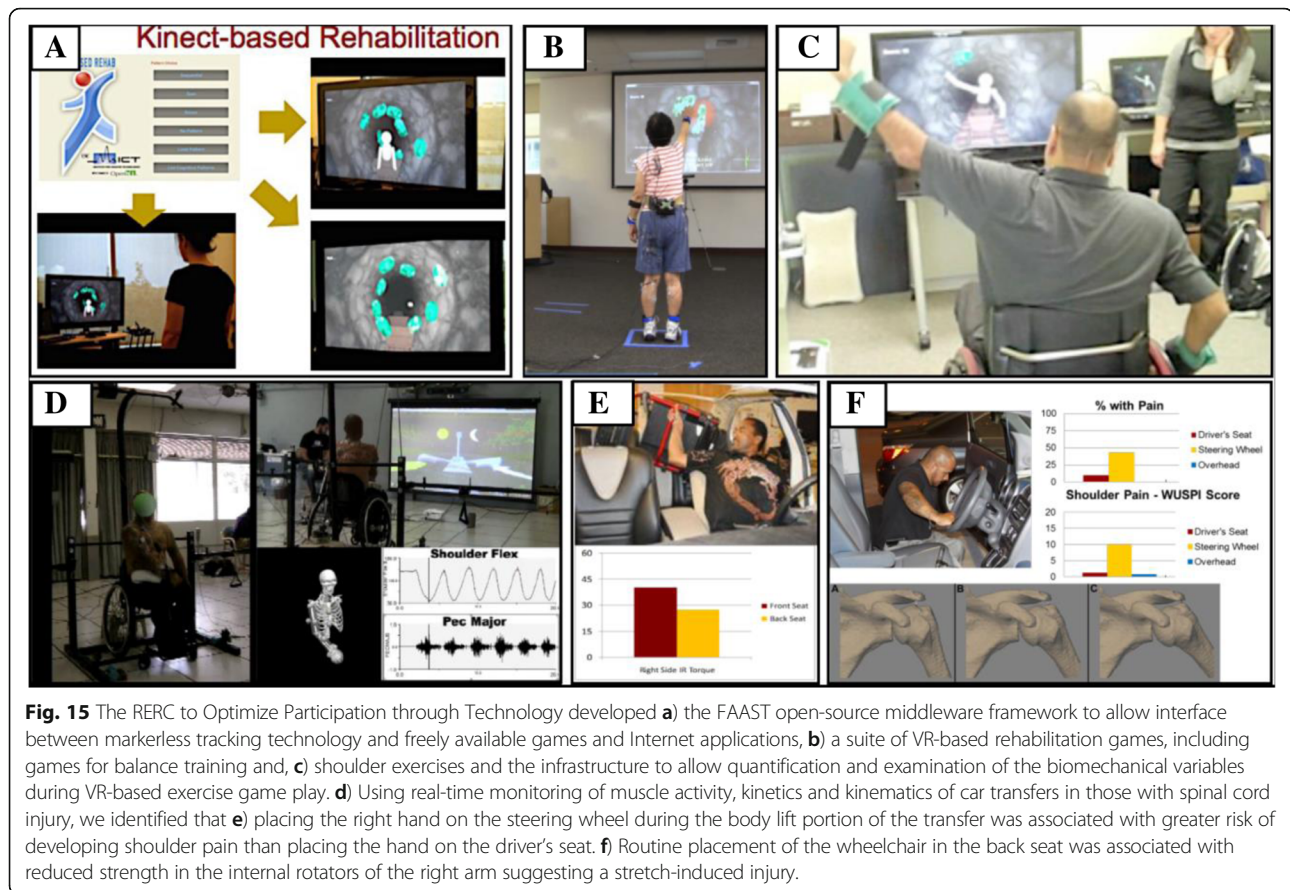 A
Kinect-based Rehabilitation
SED REHAB
ICT
B
C
D
Shoulder Flex
Pec Major
E
60
45
30
15
0
Front Seat
Back Seat
Right Side IR Torque
F
% with Pain
100
75
50
25
0
Driver's Seat
Steering Wheel
Overhead
Shoulder Pain - WUSPI Score
20
15
10
5
0
Driver's Seat
Steering Wheel
Overhead
A
B
C
Fig. 15 The RERC to Optimize Participation through Technology developed a) the FAAST open-source middleware framework to allow interface
between markerless tracking technology and freely available games and Internet applications, b) a suite of VR-based rehabilitation games, including
games for balance training and, c) shoulder exercises and the infrastructure to allow quantification and examination of the biomechanical variables
during VR-based exercise game play. d) Using real-time monitoring of muscle activity, kinetics and kinematics of car transfers in those with spinal cord
injury, we identified that e) placing the right hand on the steering wheel during the body lift portion of the transfer was associated with greater risk of
developing shoulder pain than placing the hand on the driver's seat. f) Routine placement of the wheelchair in the back seat was associated with
reduced strength in the internal rotators of the right arm suggesting a stretch-induced injury.